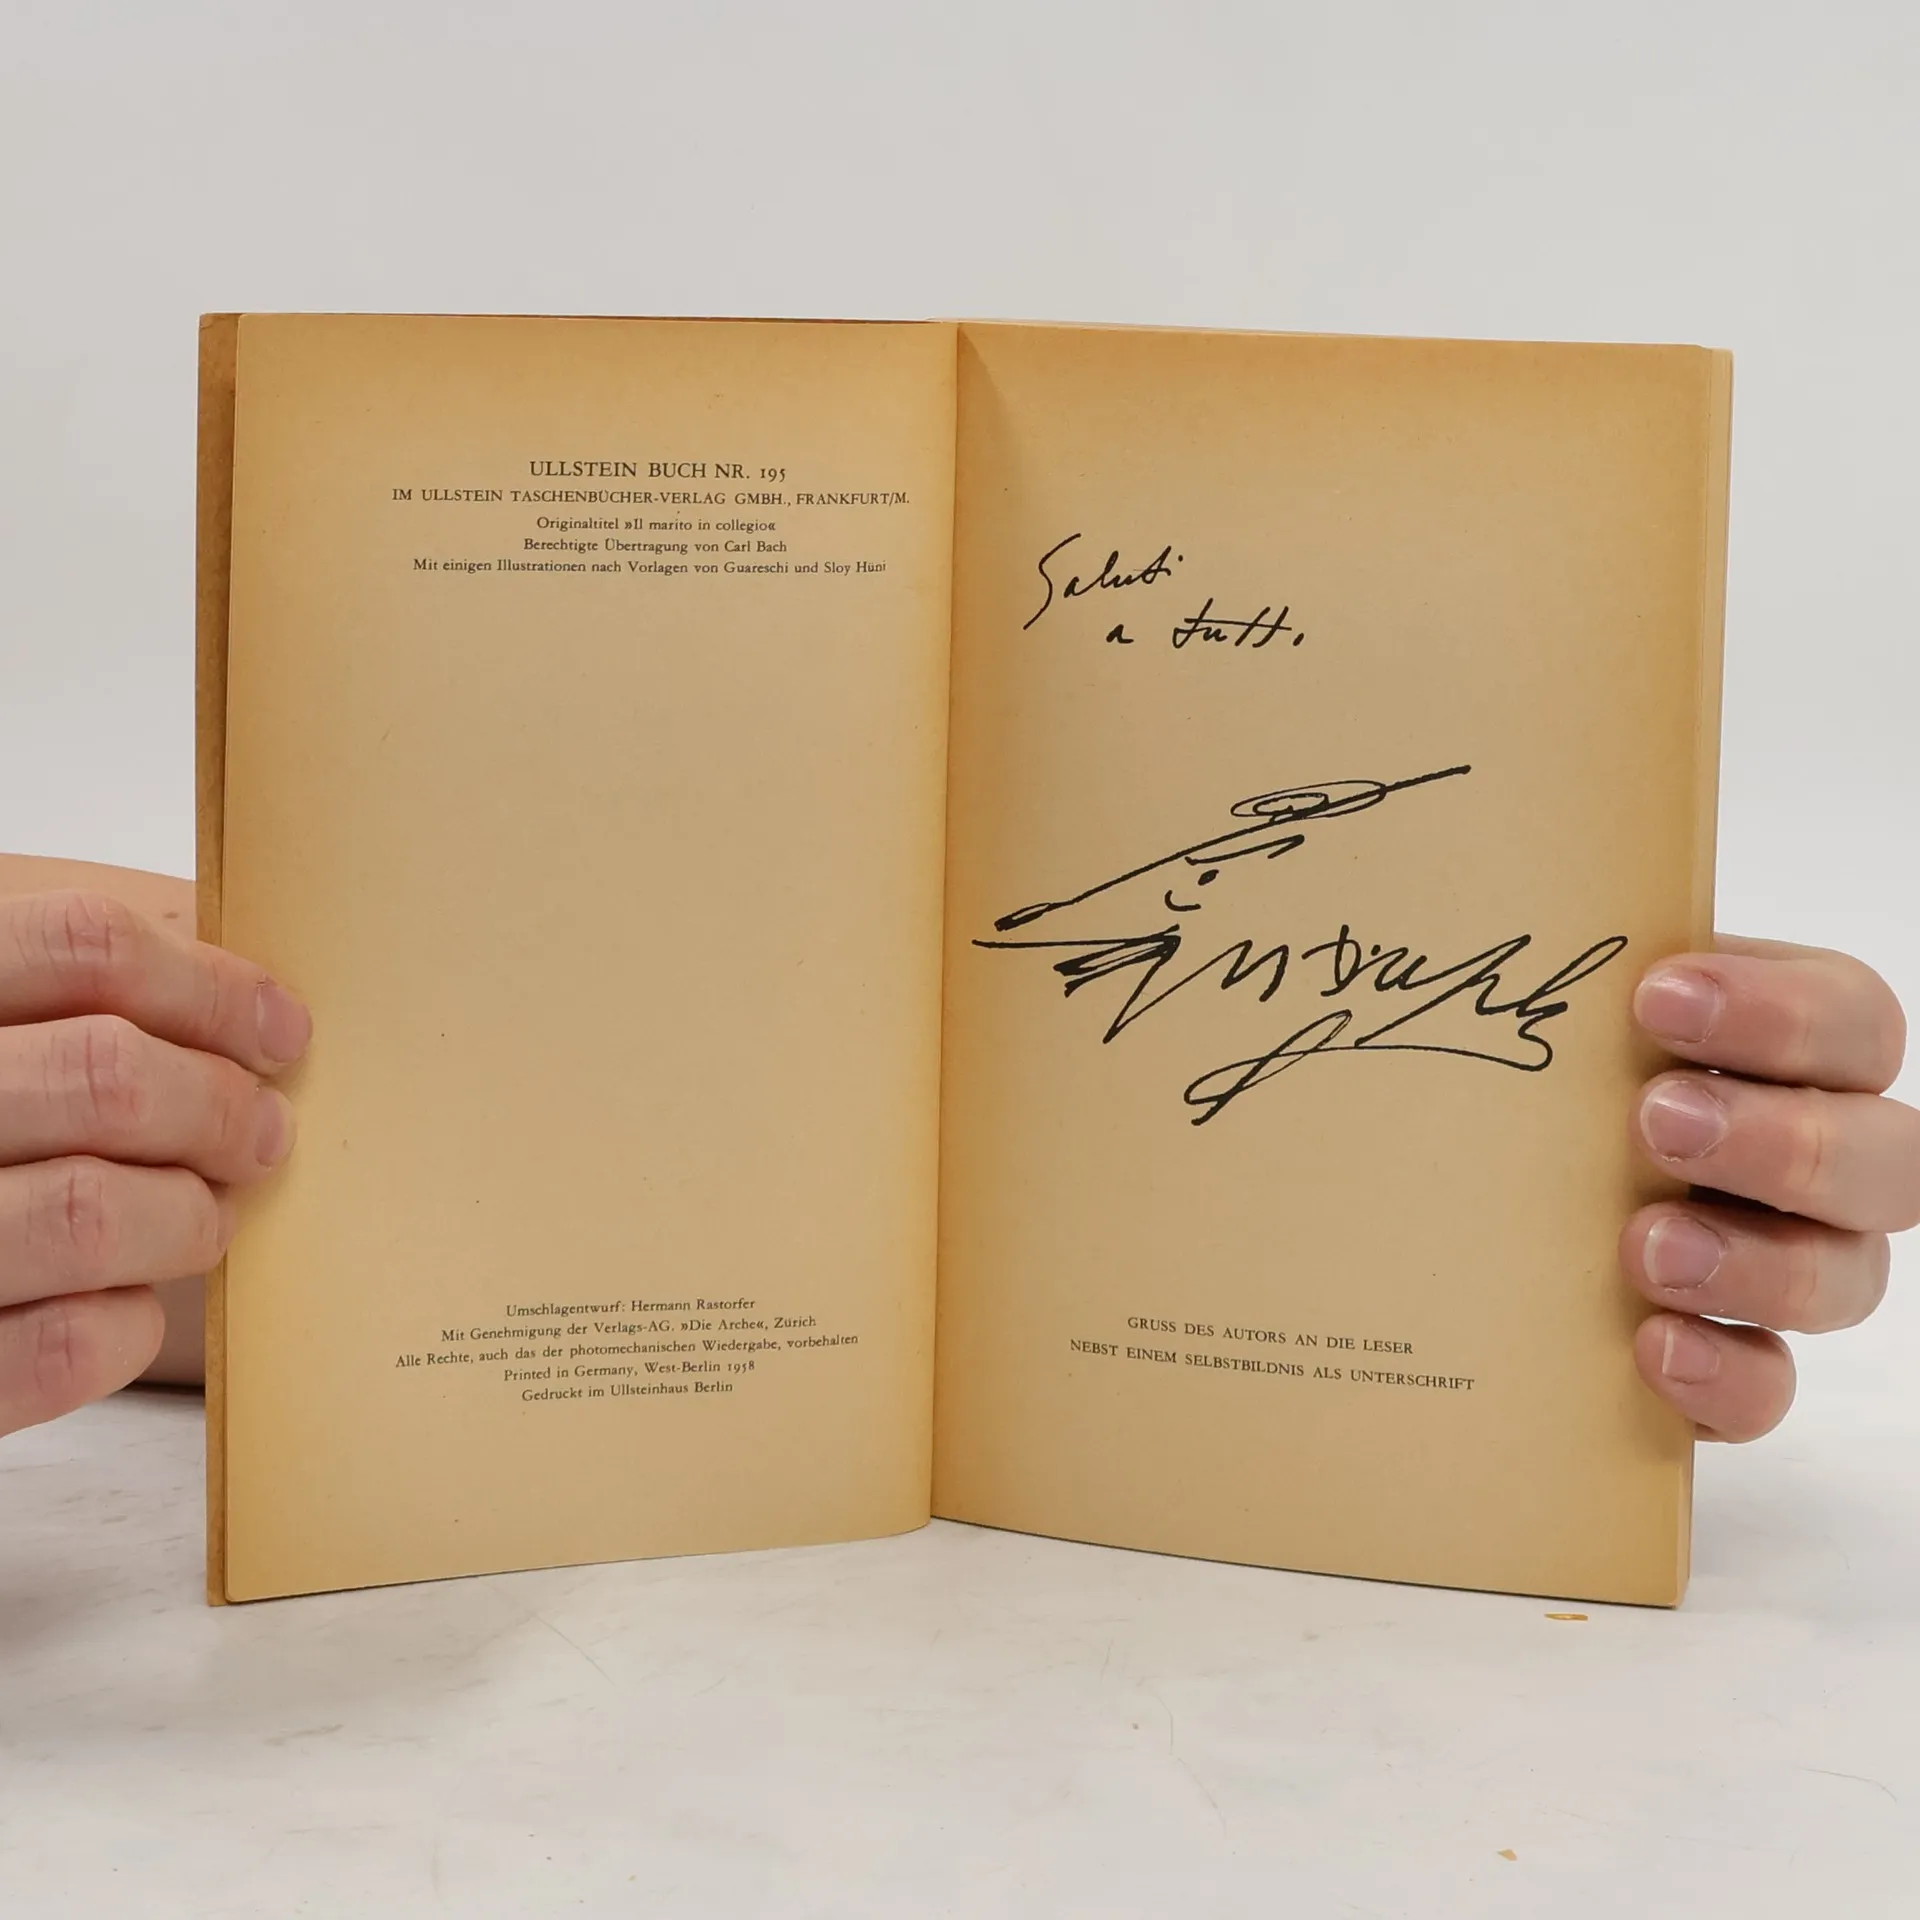 ULLSTEIN BUCH NR. 195
IM ULLSTEIN TASCHENBÜCHER-VERLAG GMBH., FRANKFURT/M.
Originaltitel »Il marito in collegio«
Berechtigte Übertragung von Carl Bach
Mit einigen Illustrationen nach Vorlagen von Guareschi und Sloy Hüni
Umschlagentwurf: Hermann Rastorfer
Mit Genehmigung der Verlags-AG. »Die Arche«, Zürich
Alle Rechte, auch das der photomechanischen Wiedergabe, vorbehalten
Printed in Germany, West-Berlin 1958
Gedruckt im Ullsteinhaus Berlin
Saluti
a tutti
GRUSS DES AUTORS AN DIE LESER
NEBST EINEM SELBSTBILDNIS ALS UNTERSCHRIFT